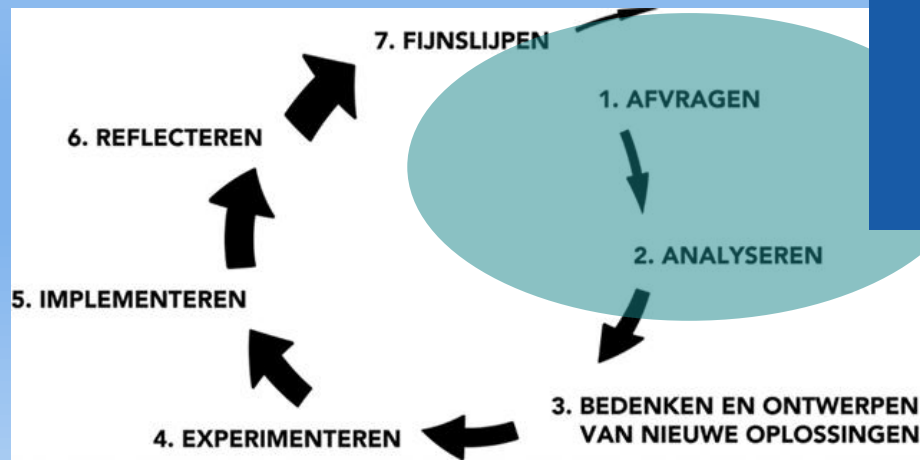 7. FIJNSLIJPEN
1. AFVRAGEN
6. REFLECTEREN
2. ANALYSEREN
5. IMPLEMENTEREN
3. BEDENKEN EN ONTWERPEN
VAN NIEUWE OPLOSSINGEN
4. EXPERIMENTEREN